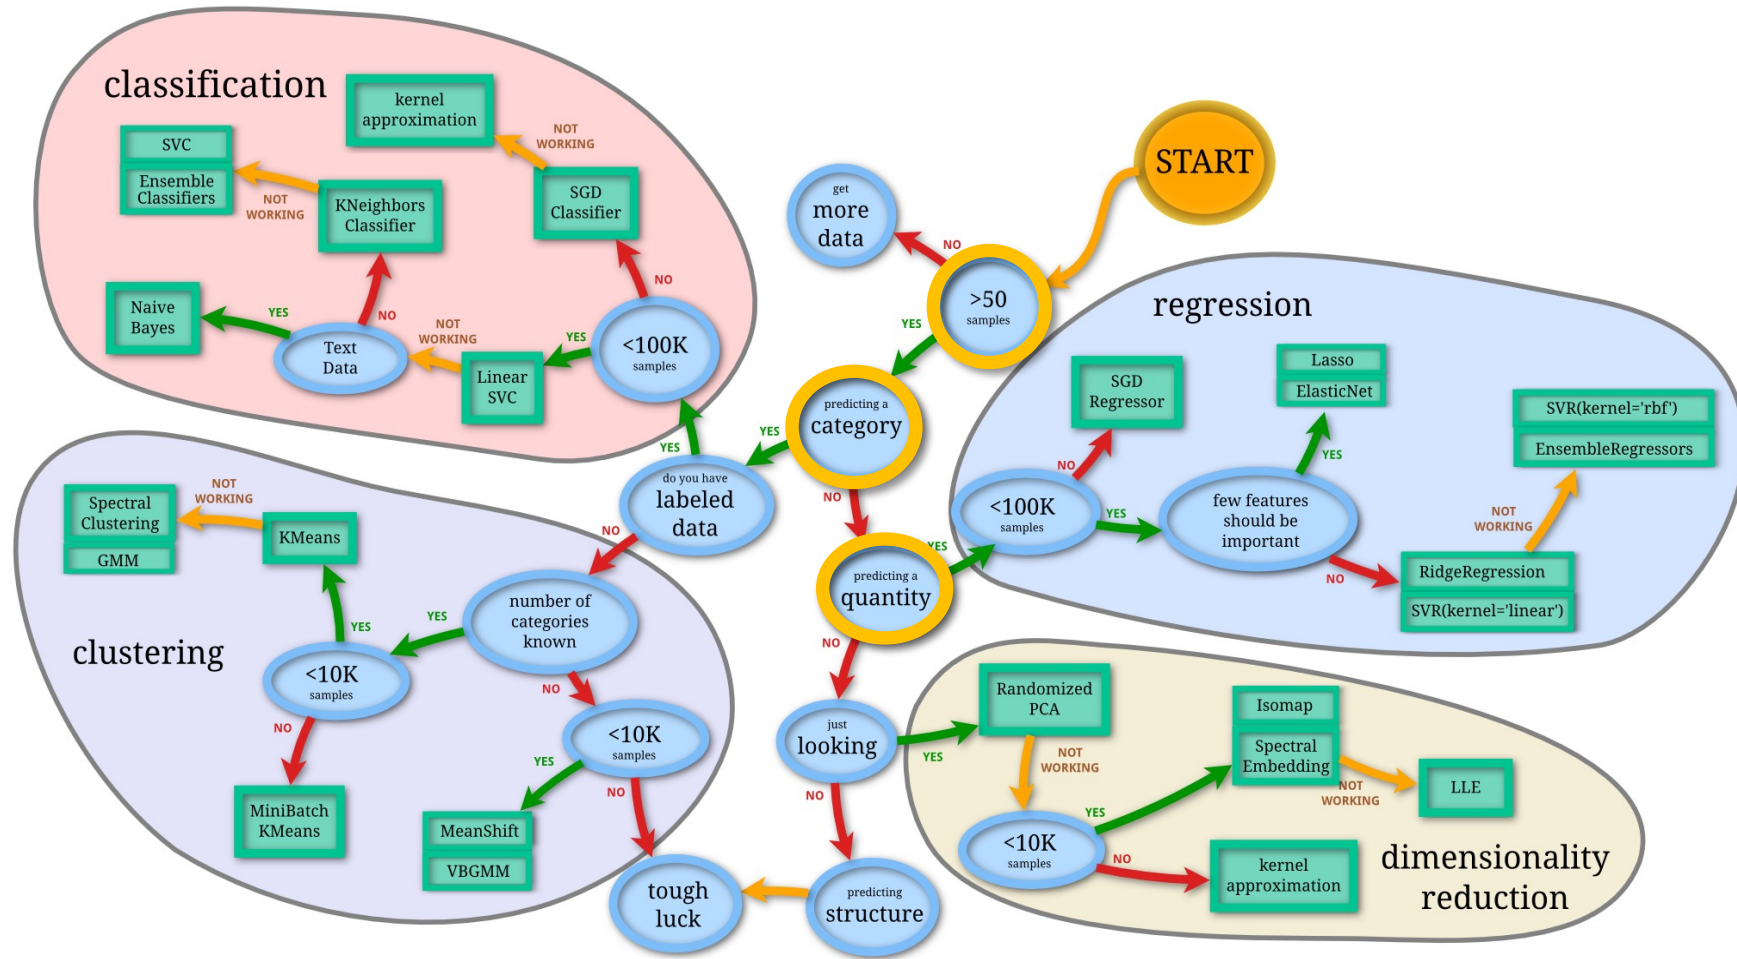 classification
kernel
approximation
NOT
WORKING
SVC
Ensemble
Classifiers
NOT
WORKING
KNeighbors
Classifier
SGD
Classifier
NO
Naive
Bayes
YES
NO
Text
Data
NOT
WORKING
Linear
SVC
YES
<100K
samples
START
get
more
data
NO
>50
samples
YES
predicting a
category
YES
NO
do you have
labeled
data
YES
NO
predicting a
quantity
YES
NO
just
looking
YES
NO
predicting
structure
tough
luck
regression
SGD
Regressor
NO
<100K
samples
YES
Lasso
ElasticNet
YES
few features
should be
important
NO
SVR(kernel='rbf')
EnsembleRegressors
NOT
WORKING
RidgeRegression
SVR(kernel='linear')
clustering
Spectral
Clustering
GMM
NOT
WORKING
KMeans
YES
<10K
samples
NO
MiniBatch
KMeans
YES
number of
categories
known
NO
<10K
samples
YES
NO
MeanShift
VBGMM
Randomized
PCA
NOT
WORKING
<10K
samples
YES
NO
Isomap
Spectral
Embedding
NOT
WORKING
LLE
kernel
approximation
dimensionality
reduction